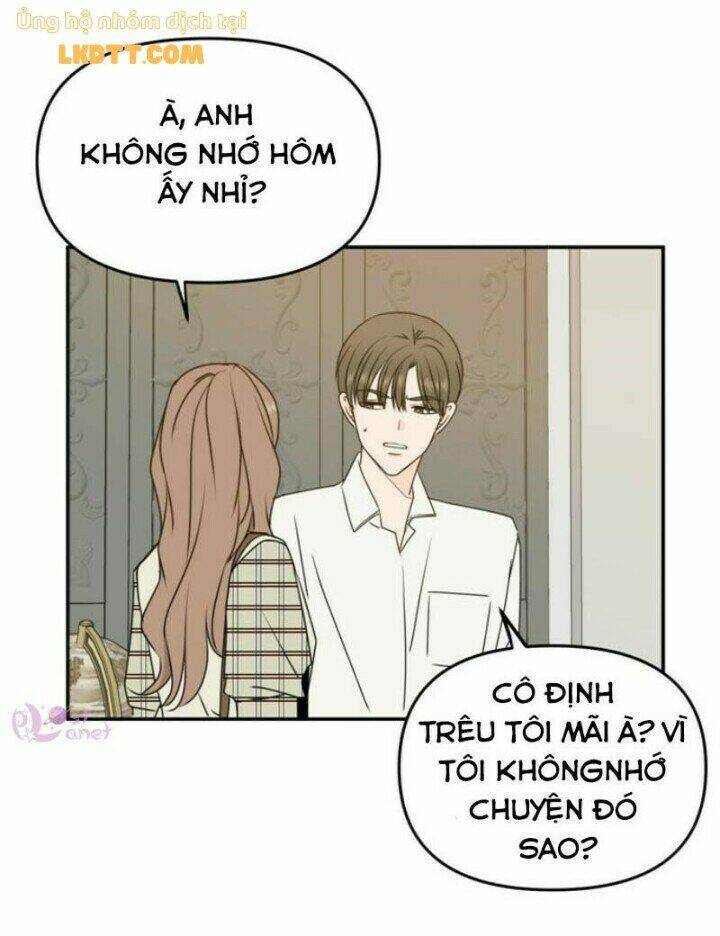 Ủng hộ nhóm dịch tại
LKDTT.COM
À, ANH
KHÔNG NHỚ HÔM
ẤY NHỈ?
CÔ ĐỊNH
TRÊU TÔI MÃI À? VÌ
TÔI KHÔNGNHỚ
CHUYỆN ĐÓ
SAO?